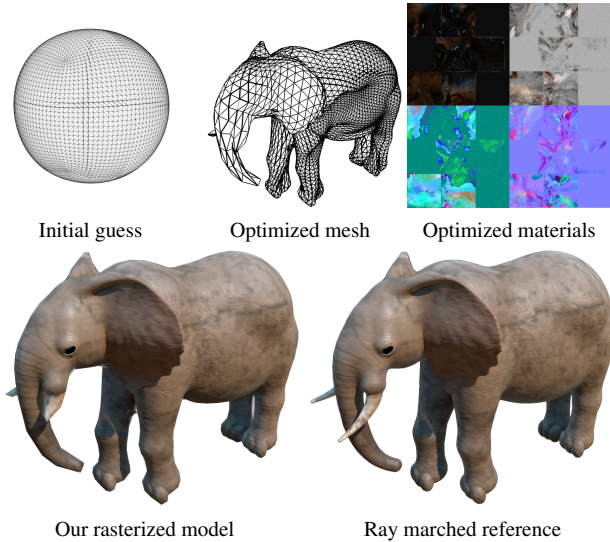 Initial guess
Optimized mesh
Optimized materials
Our rasterized model
Ray marched reference